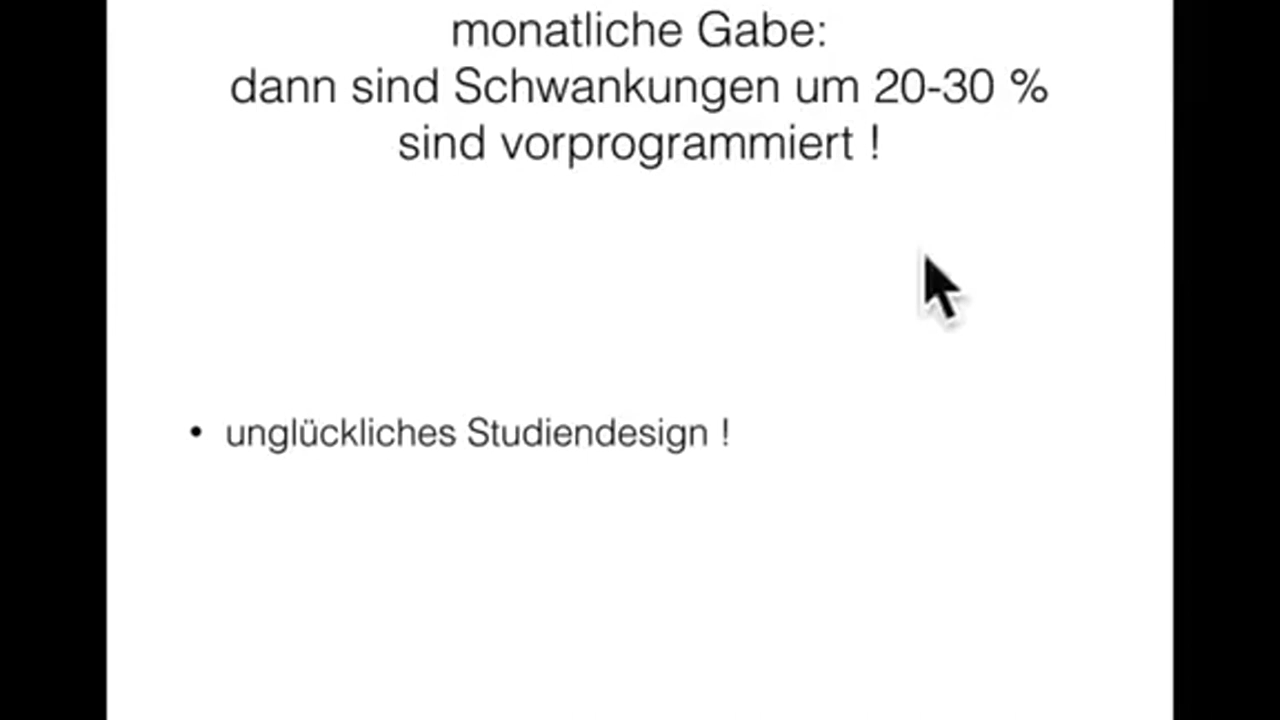 monatliche Gabe:
dann sind Schwankungen um 20-30 %
sind vorprogrammiert !
• unglückliches Studiendesign !